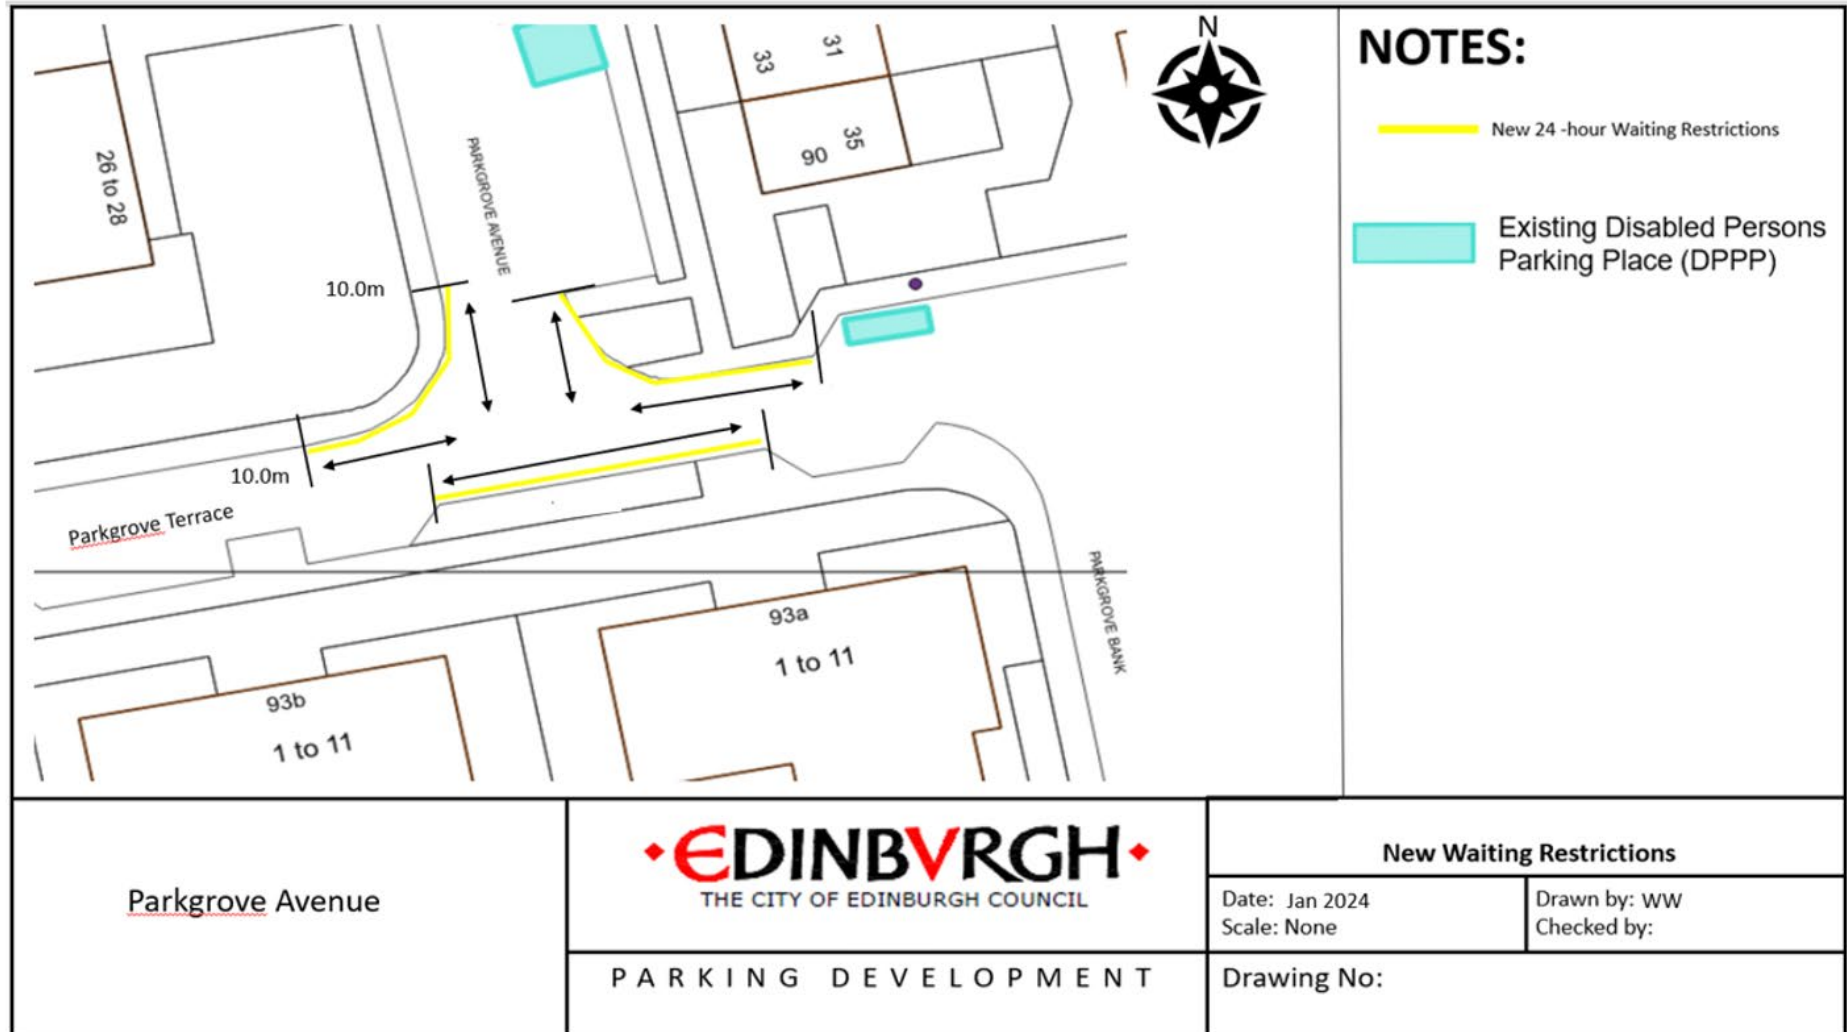 N
NOTES:
New 24 -hour Waiting Restrictions
Existing Disabled Persons
Parking Place (DPPP)
33
31
35
90
26 to 28
PARKGROVE AVENUE
10.0m
10.0m
Parkgrove Terrace
PARKGROVE BANK
93a
1 to 11
93b
1 to 11
Parkgrove Avenue
EDINBVRGH
THE CITY OF EDINBURGH COUNCIL
PARKING DEVELOPMENT
New Waiting Restrictions
Date: Jan 2024
Scale: None
Drawn by: WW
Checked by:
Drawing No: